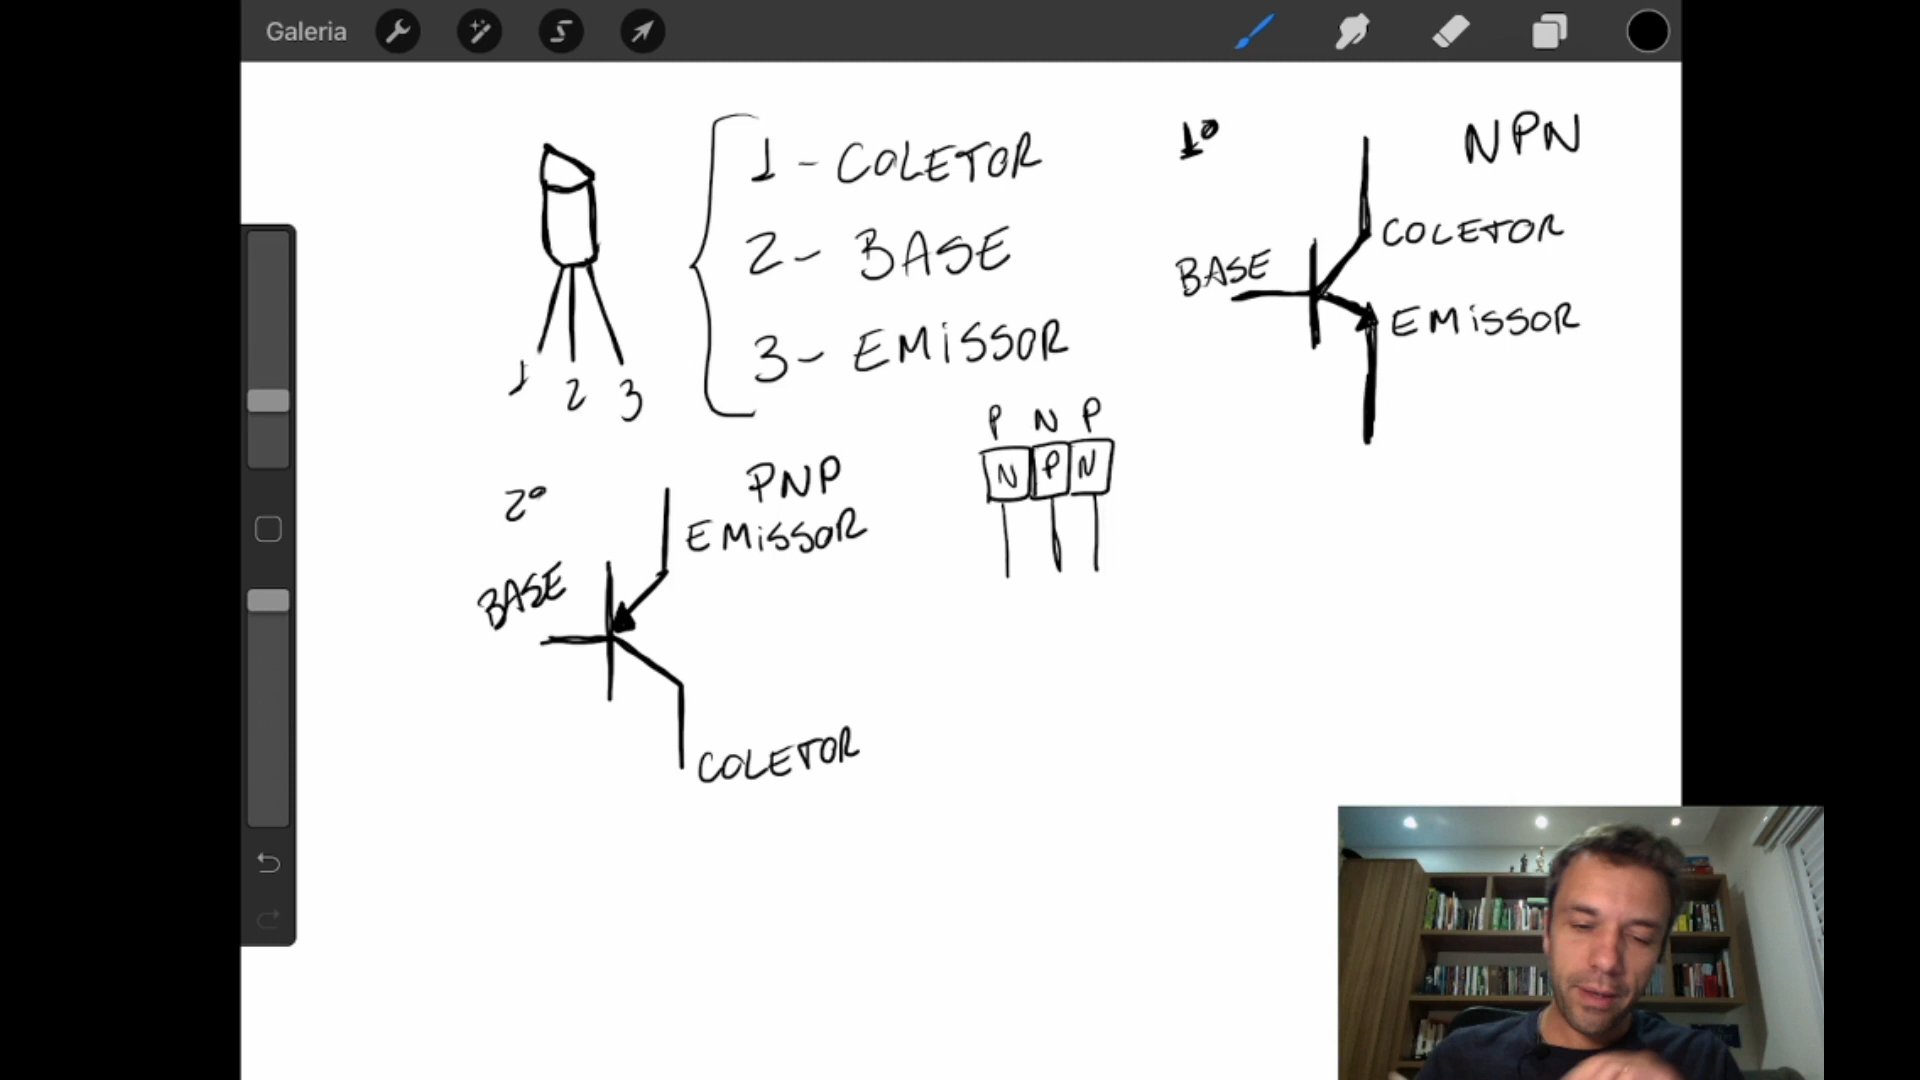 Galeria
1 - COLETOR
2 - BASE
3 - EMISSOR
1 2 3
1º
NPN
COLETOR
BASE
EMISSOR
P N P
N P N
2º
PNP
EMISSOR
BASE
COLETOR